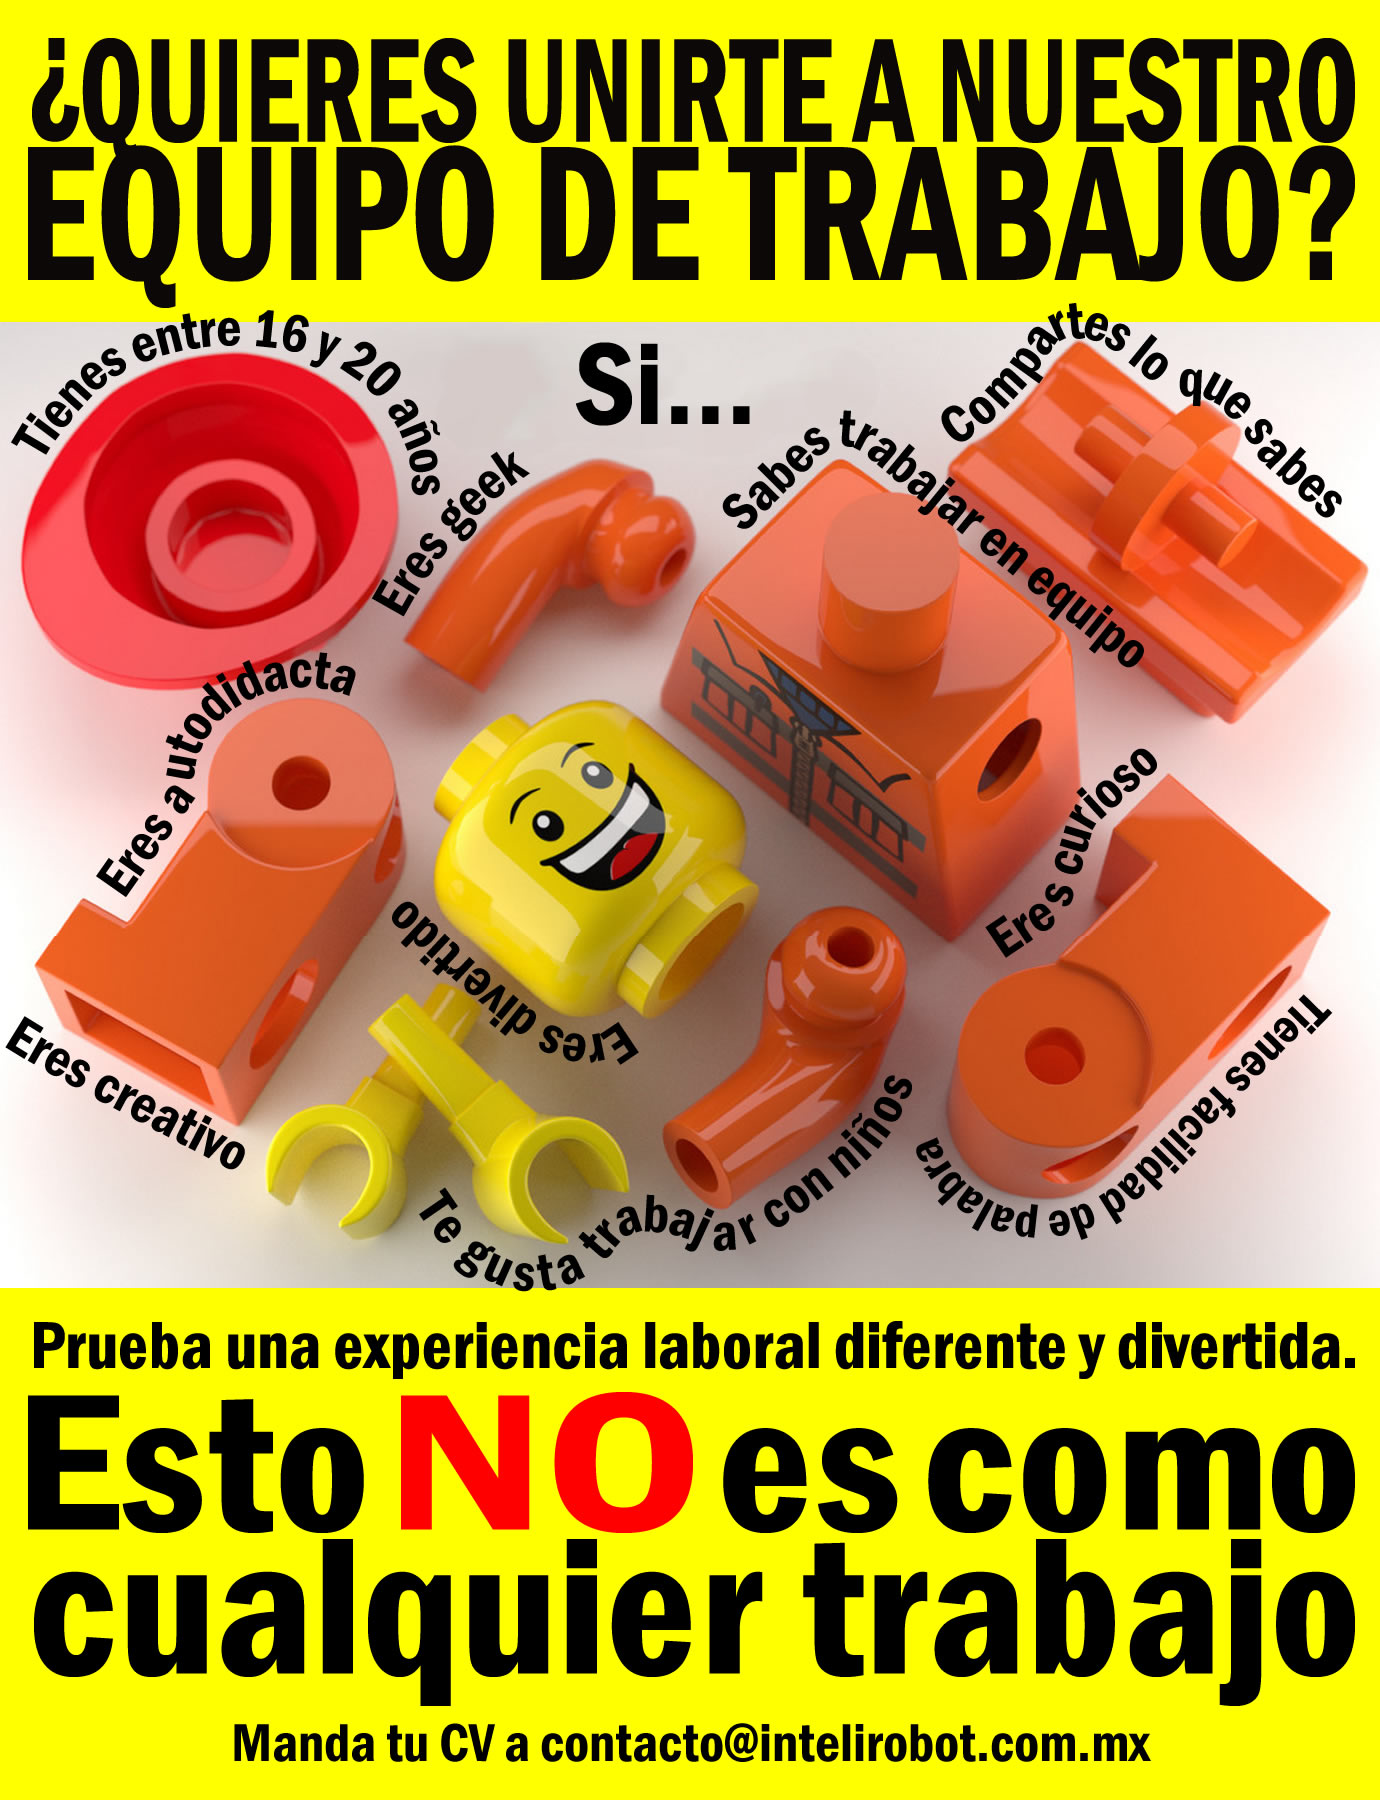 ¿QUIERES UNIRTE A NUESTRO
EQUIPO DE TRABAJO?
Si...
Tienes entre 16 y 20 años
Eres geek
Sabes trabajar en equipo
Compartes lo que sabes
Eres autodidacta
Eres divertido
Eres curioso
Eres creativo
Te gusta trabajar con niños
Tienes facilidad de palabra
Prueba una experiencia laboral diferente y divertida.
Esto NO es como
cualquier trabajo
Manda tu CV a contacto@intelirobot.com.mx